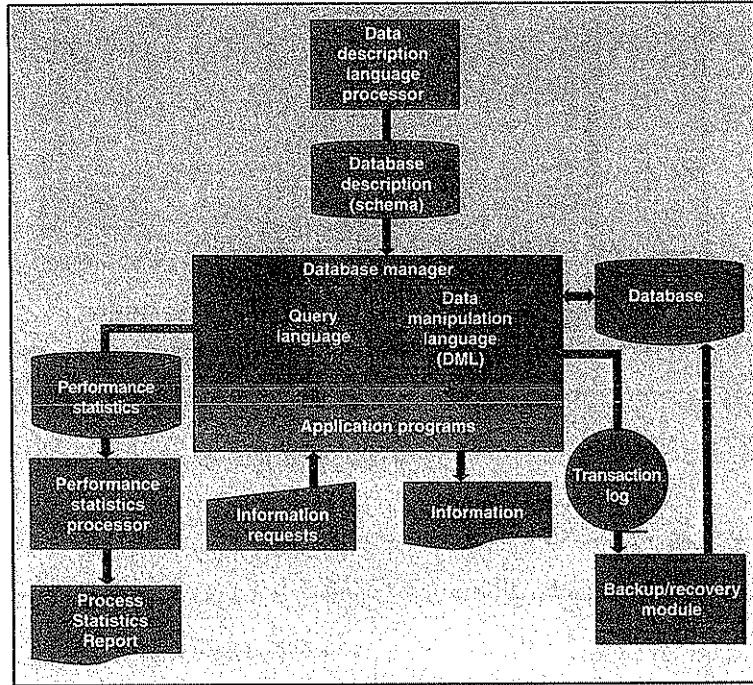 Data
description
language
processor
Database
description
(schema)
Database manager
Query
language
Data
manipulation
language
(DML)
Database
Performance
statistics
Application programs
Performance
statistics
processor
Information
requests
Information
Transaction
log
Process
Statistics
Report
Backup/recovery
module